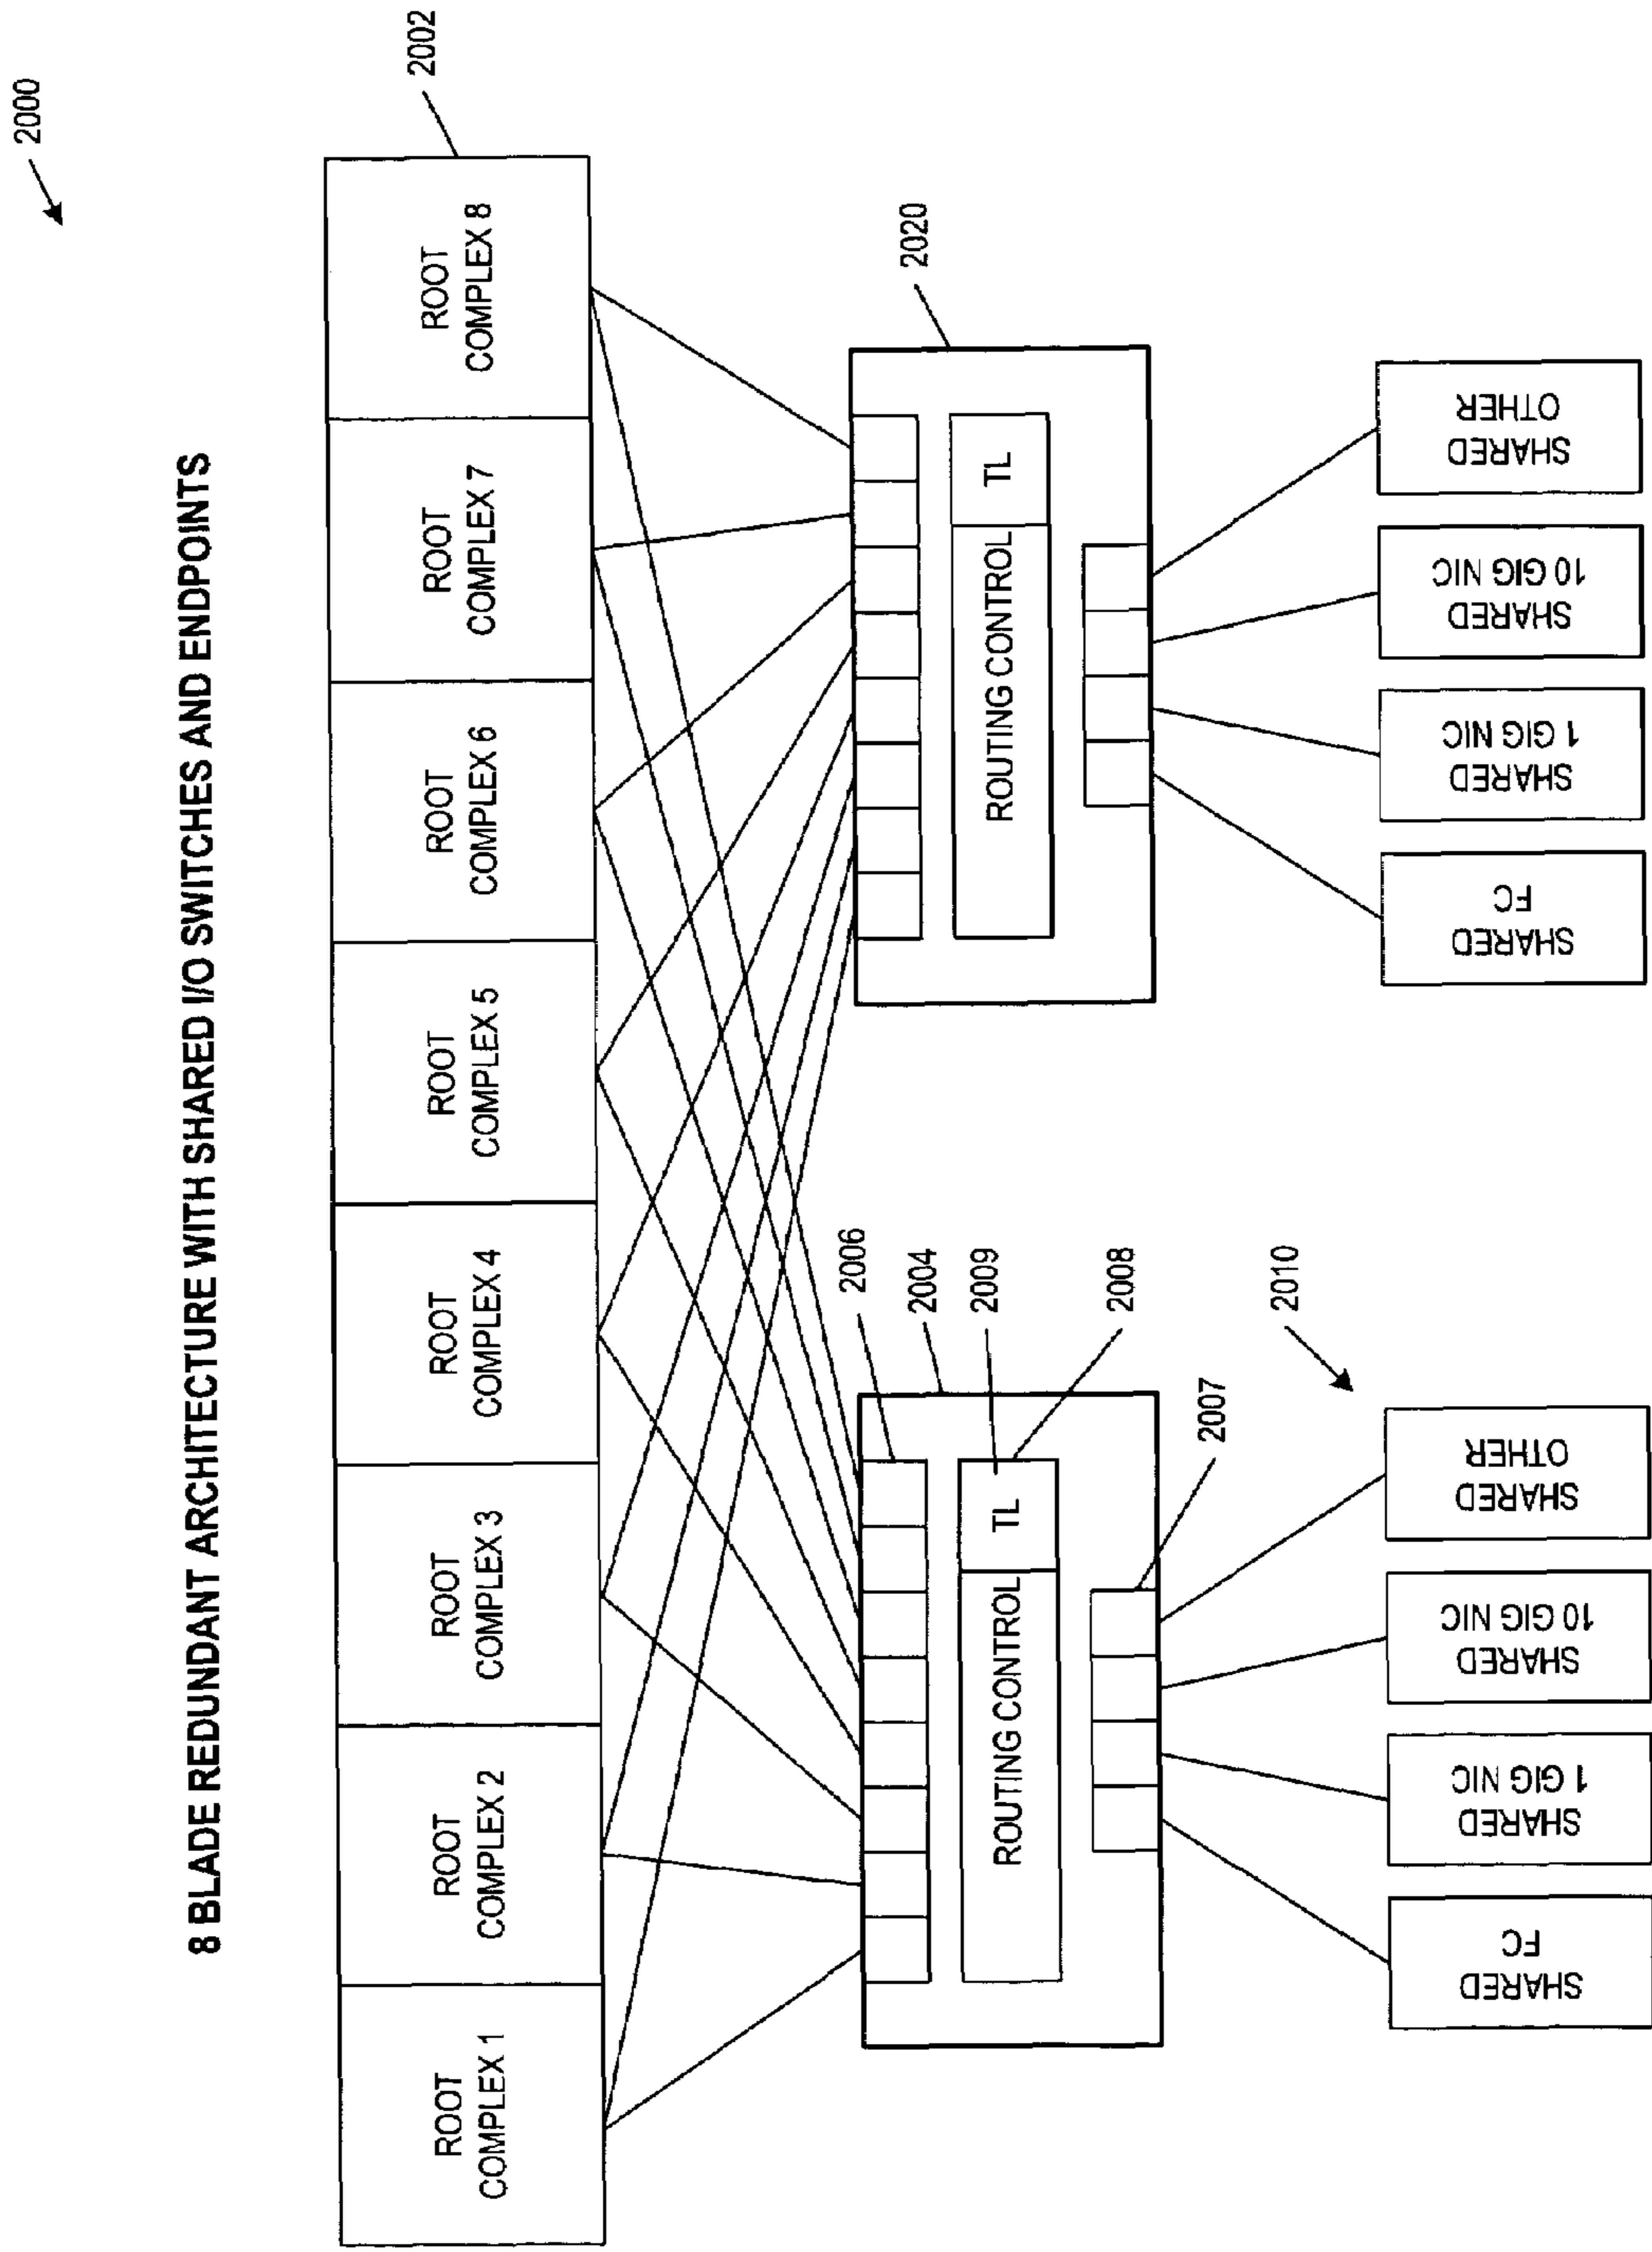 2000
8 BLADE REDUNDANT ARCHITECTURE WITH SHARED I/O SWITCHES AND ENDPOINTS
2002
ROOT
COMPLEX 1
ROOT
COMPLEX 2
ROOT
COMPLEX 3
ROOT
COMPLEX 4
ROOT
COMPLEX 5
ROOT
COMPLEX 6
ROOT
COMPLEX 7
ROOT
COMPLEX 8
2006
2004
2009
2008
2007
2010
ROUTING CONTROL
TL
2020
ROUTING CONTROL
TL
SHARED
FC
SHARED
1 GIG NIC
SHARED
10 GIG NIC
SHARED
OTHER
SHARED
FC
SHARED
1 GIG NIC
SHARED
10 GIG NIC
SHARED
OTHER